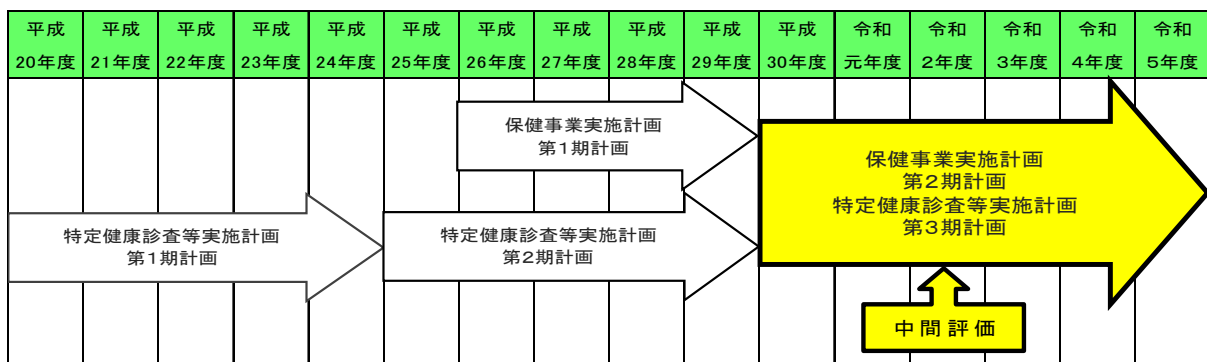 平成 平成 平成 平成 平成 平成 平成 平成 平成 平成 平成 令和 令和 令和 令和 令和
20年度 21年度 22年度 23年度 24年度 25年度 26年度 27年度 28年度 29年度 30年度 元年度 2年度 3年度 4年度 5年度
保健事業実施計画
第1期計画
保健事業実施計画
第2期計画
特定健康診査等実施計画
第3期計画
特定健康診査等実施計画
第1期計画
特定健康診査等実施計画
第2期計画
中間評価